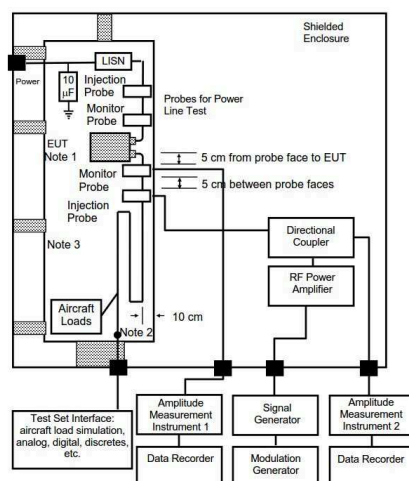 Shielded
Enclosure
LISN
Power
10
µF
Injection
Probe
Monitor
Probe
Probes for Power
Line Test
EUT
Note 1
5 cm from probe face to EUT
Monitor
Probe
5 cm between probe faces
Injection
Probe
Directional
Coupler
Note 3
RF Power
Amplifier
Aircraft
Loads
10 cm
Note 2
Test Set Interface:
aircraft load simulation,
analog, digital, discretes,
etc.
Amplitude
Measurement
Instrument 1
Signal
Generator
Amplitude
Measurement
Instrument 2
Data Recorder
Modulation
Generator
Data Recorder